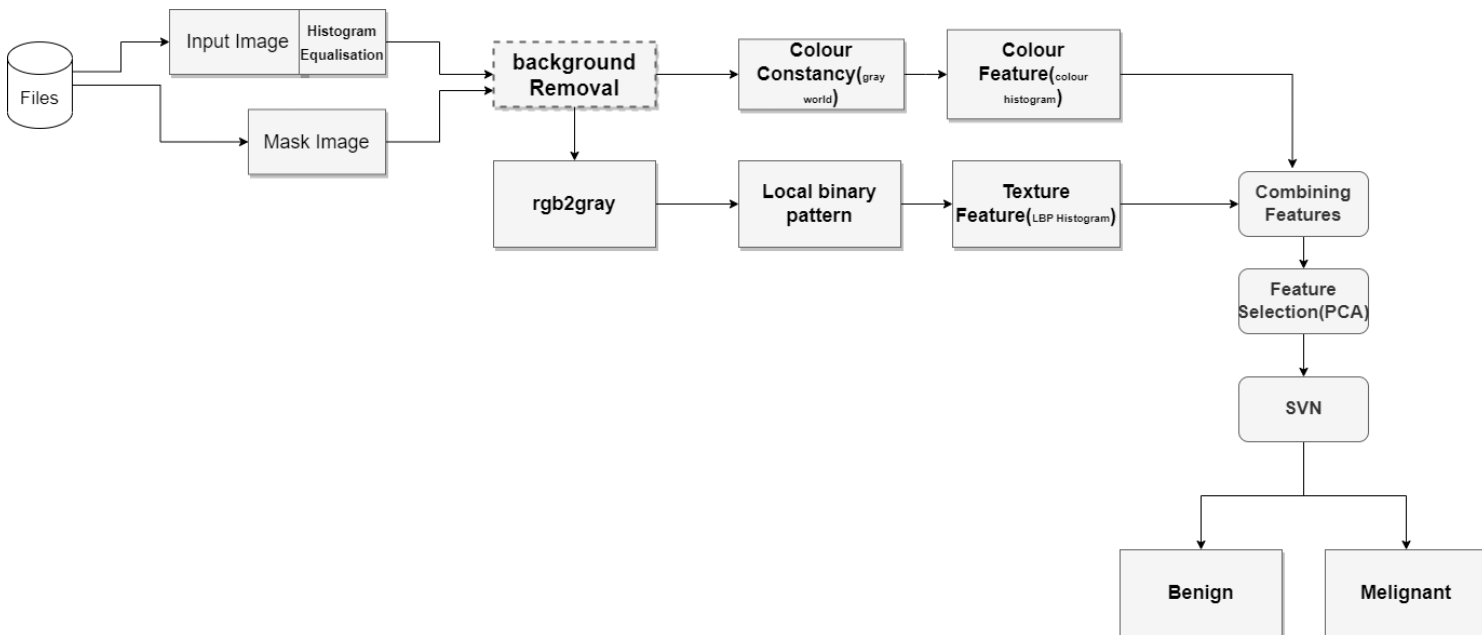 Files
Input Image
Histogram
Equalisation
Mask Image
background
Removal
Colour
Constancy(gray
world)
Colour
Feature(colour
histogram)
rgb2gray
Local binary
pattern
Texture
Feature(LBP Histogram)
Combining
Features
Feature
Selection(PCA)
SVN
Benign
Melignant